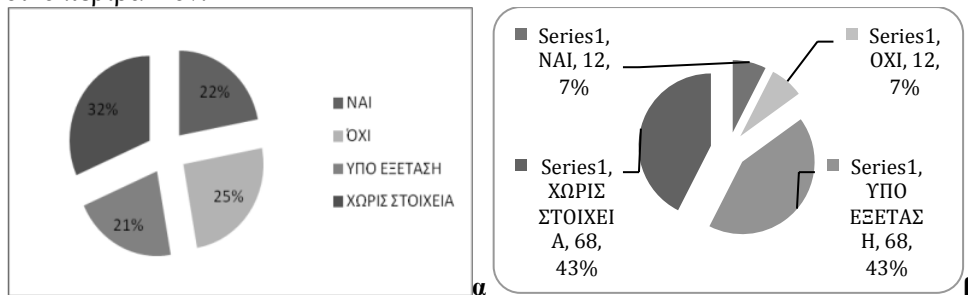 32%
22%
21%
25%
ΝΑΙ
ΌΧΙ
ΥΠΟ ΕΞΕΤΑΣΗ
ΧΩΡΙΣ ΣΤΟΙΧΕΙΑ
α
Series1,
ΝΑΙ, 12,
7%
Series1,
ΟΧΙ, 12,
7%
Series1,
ΧΩΡΙΣ
ΣΤΟΙΧΕΙ
Α, 68,
43%
Series1,
ΥΠΟ
ΕΞΕΤΑΣ
Η, 68,
43%